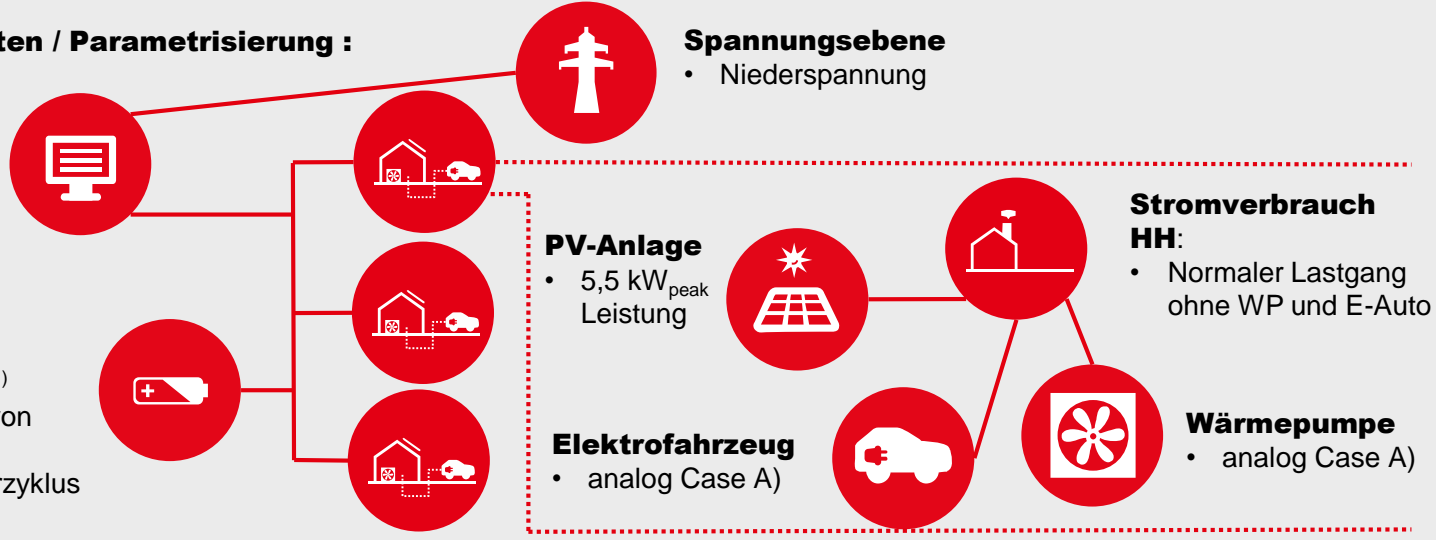 ten / Parametrisierung :
Spannungsebene
• Niederspannung
PV-Anlage
• 5,5 kWpeak
Leistung
Stromverbrauch
HH:
• Normaler Lastgang
ohne WP und E-Auto
)
on
rzyklus
Elektrofahrzeug
• analog Case A)
Wärmepumpe
• analog Case A)